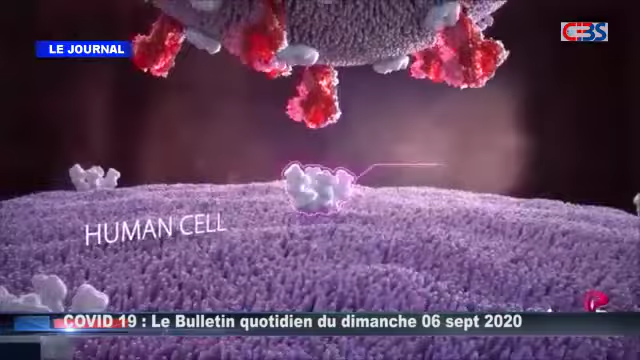 LE JOURNAL
CBS
HUMAN CELL
COVID 19 : Le Bulletin quotidien du dimanche 06 sept 2020